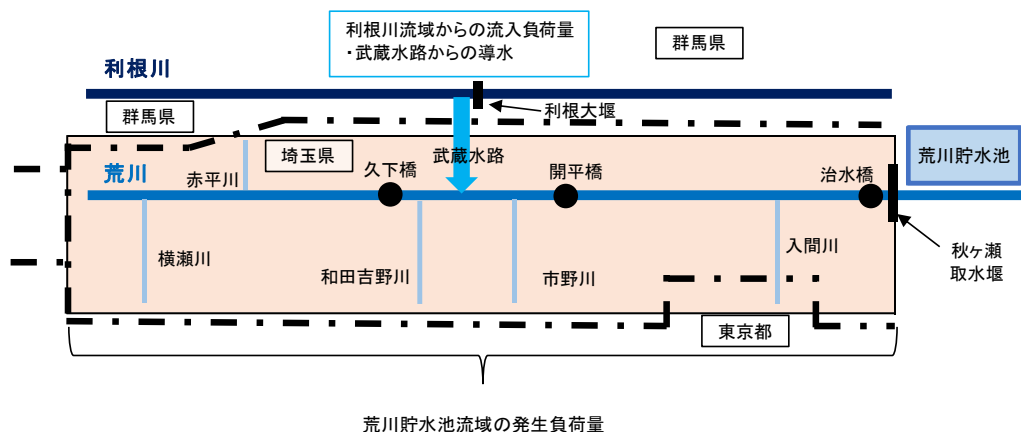 利根川流域からの流入負荷量
・武蔵水路からの導水
群馬県
利根川
群馬県
利根大堰
埼玉県
武蔵水路
荒川貯水池
荒川
赤平川
久下橋
開平橋
治水橋
横瀬川
和田吉野川
市野川
入間川
秋ヶ瀬
取水堰
東京都
荒川貯水池流域の発生負荷量